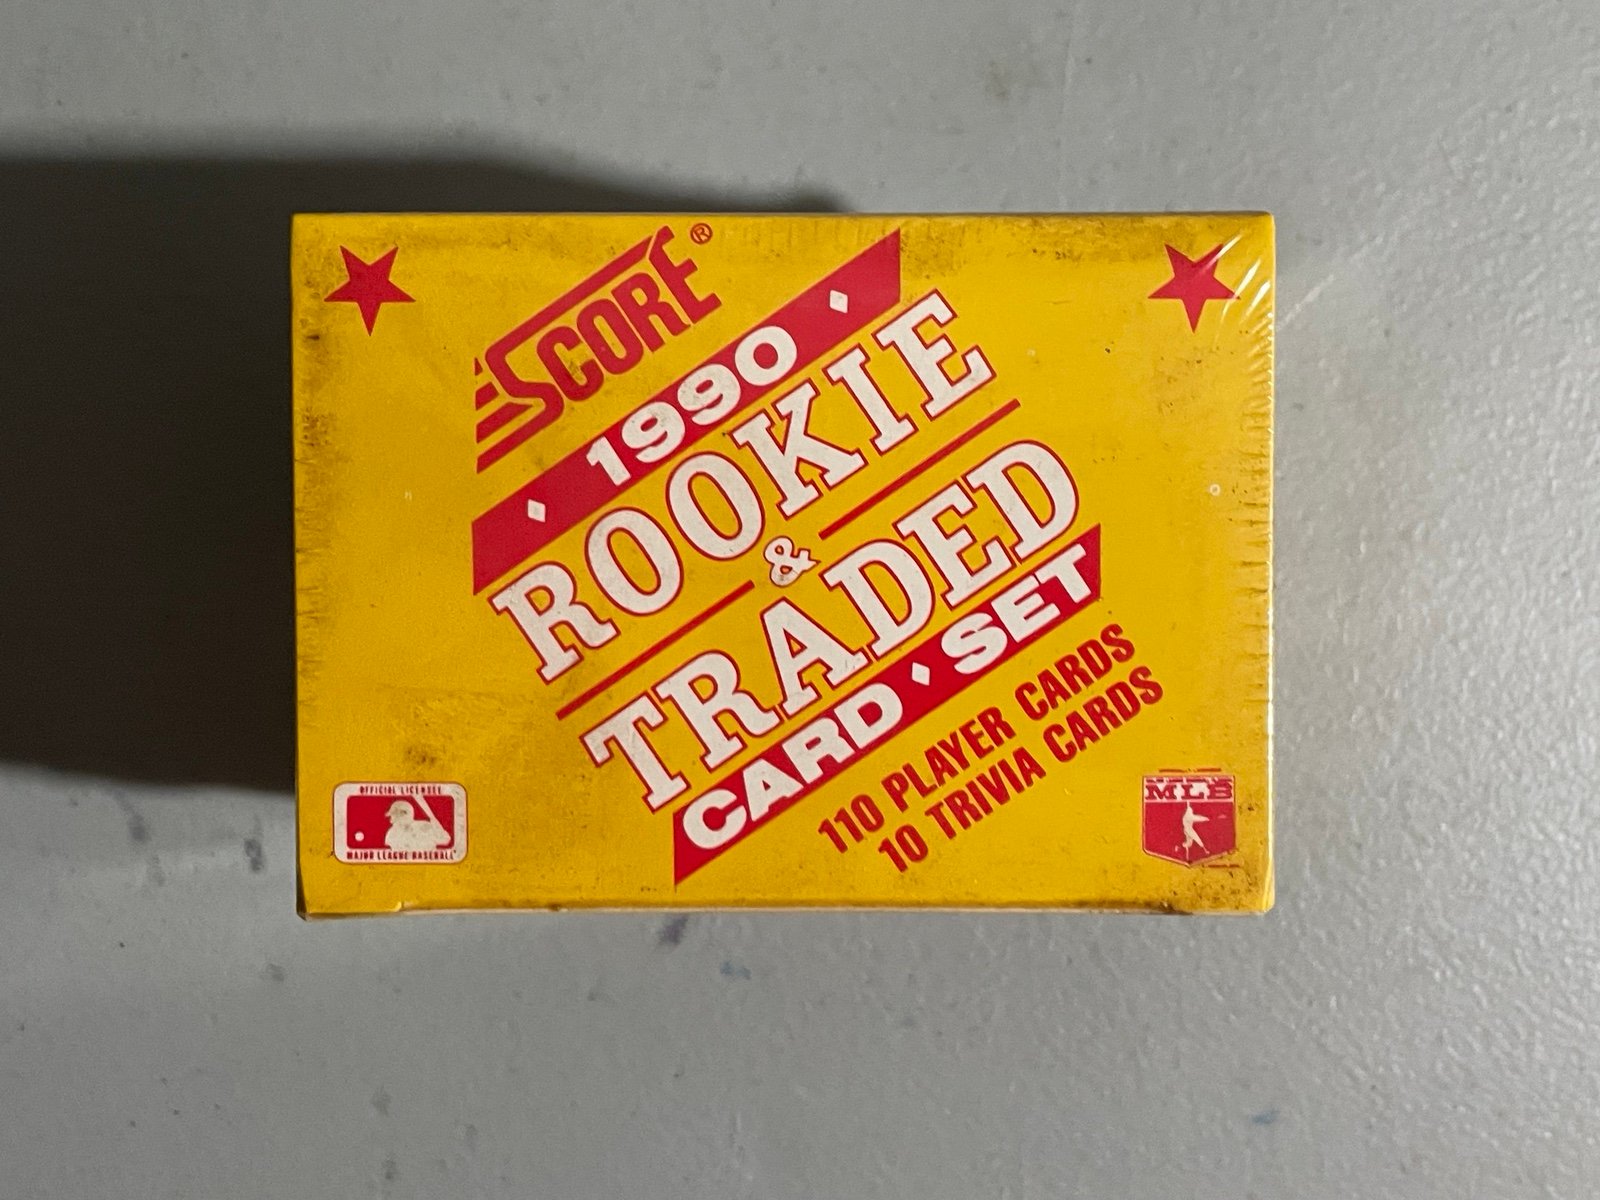 SCORE®
1990
ROOKIE
&
TRADED
CARD SET
110 PLAYER CARDS
10 TRIVIA CARDS
OFFICIAL LICENSEE
MAJOR LEAGUE BASEBALL
MLB